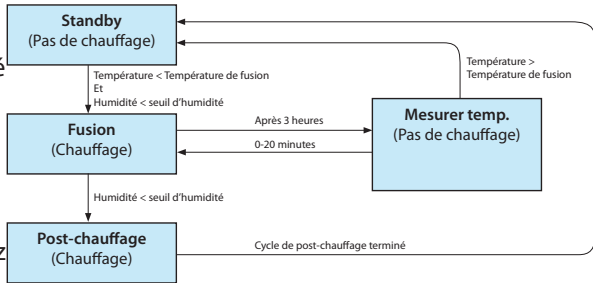 Standby
(Pas de chauffage)
é
Température < Température de fusion
Et
Humidité < seuil d’humidité
Température >
Température de fusion
Fusion
(Chauffage)
Après 3 heures
0-20 minutes
Mesurer temp.
(Pas de chauffage)
Humidité < seuil d’humidité
Post-chauffage
(Chauffage)
z
Cycle de post-chauffage terminé